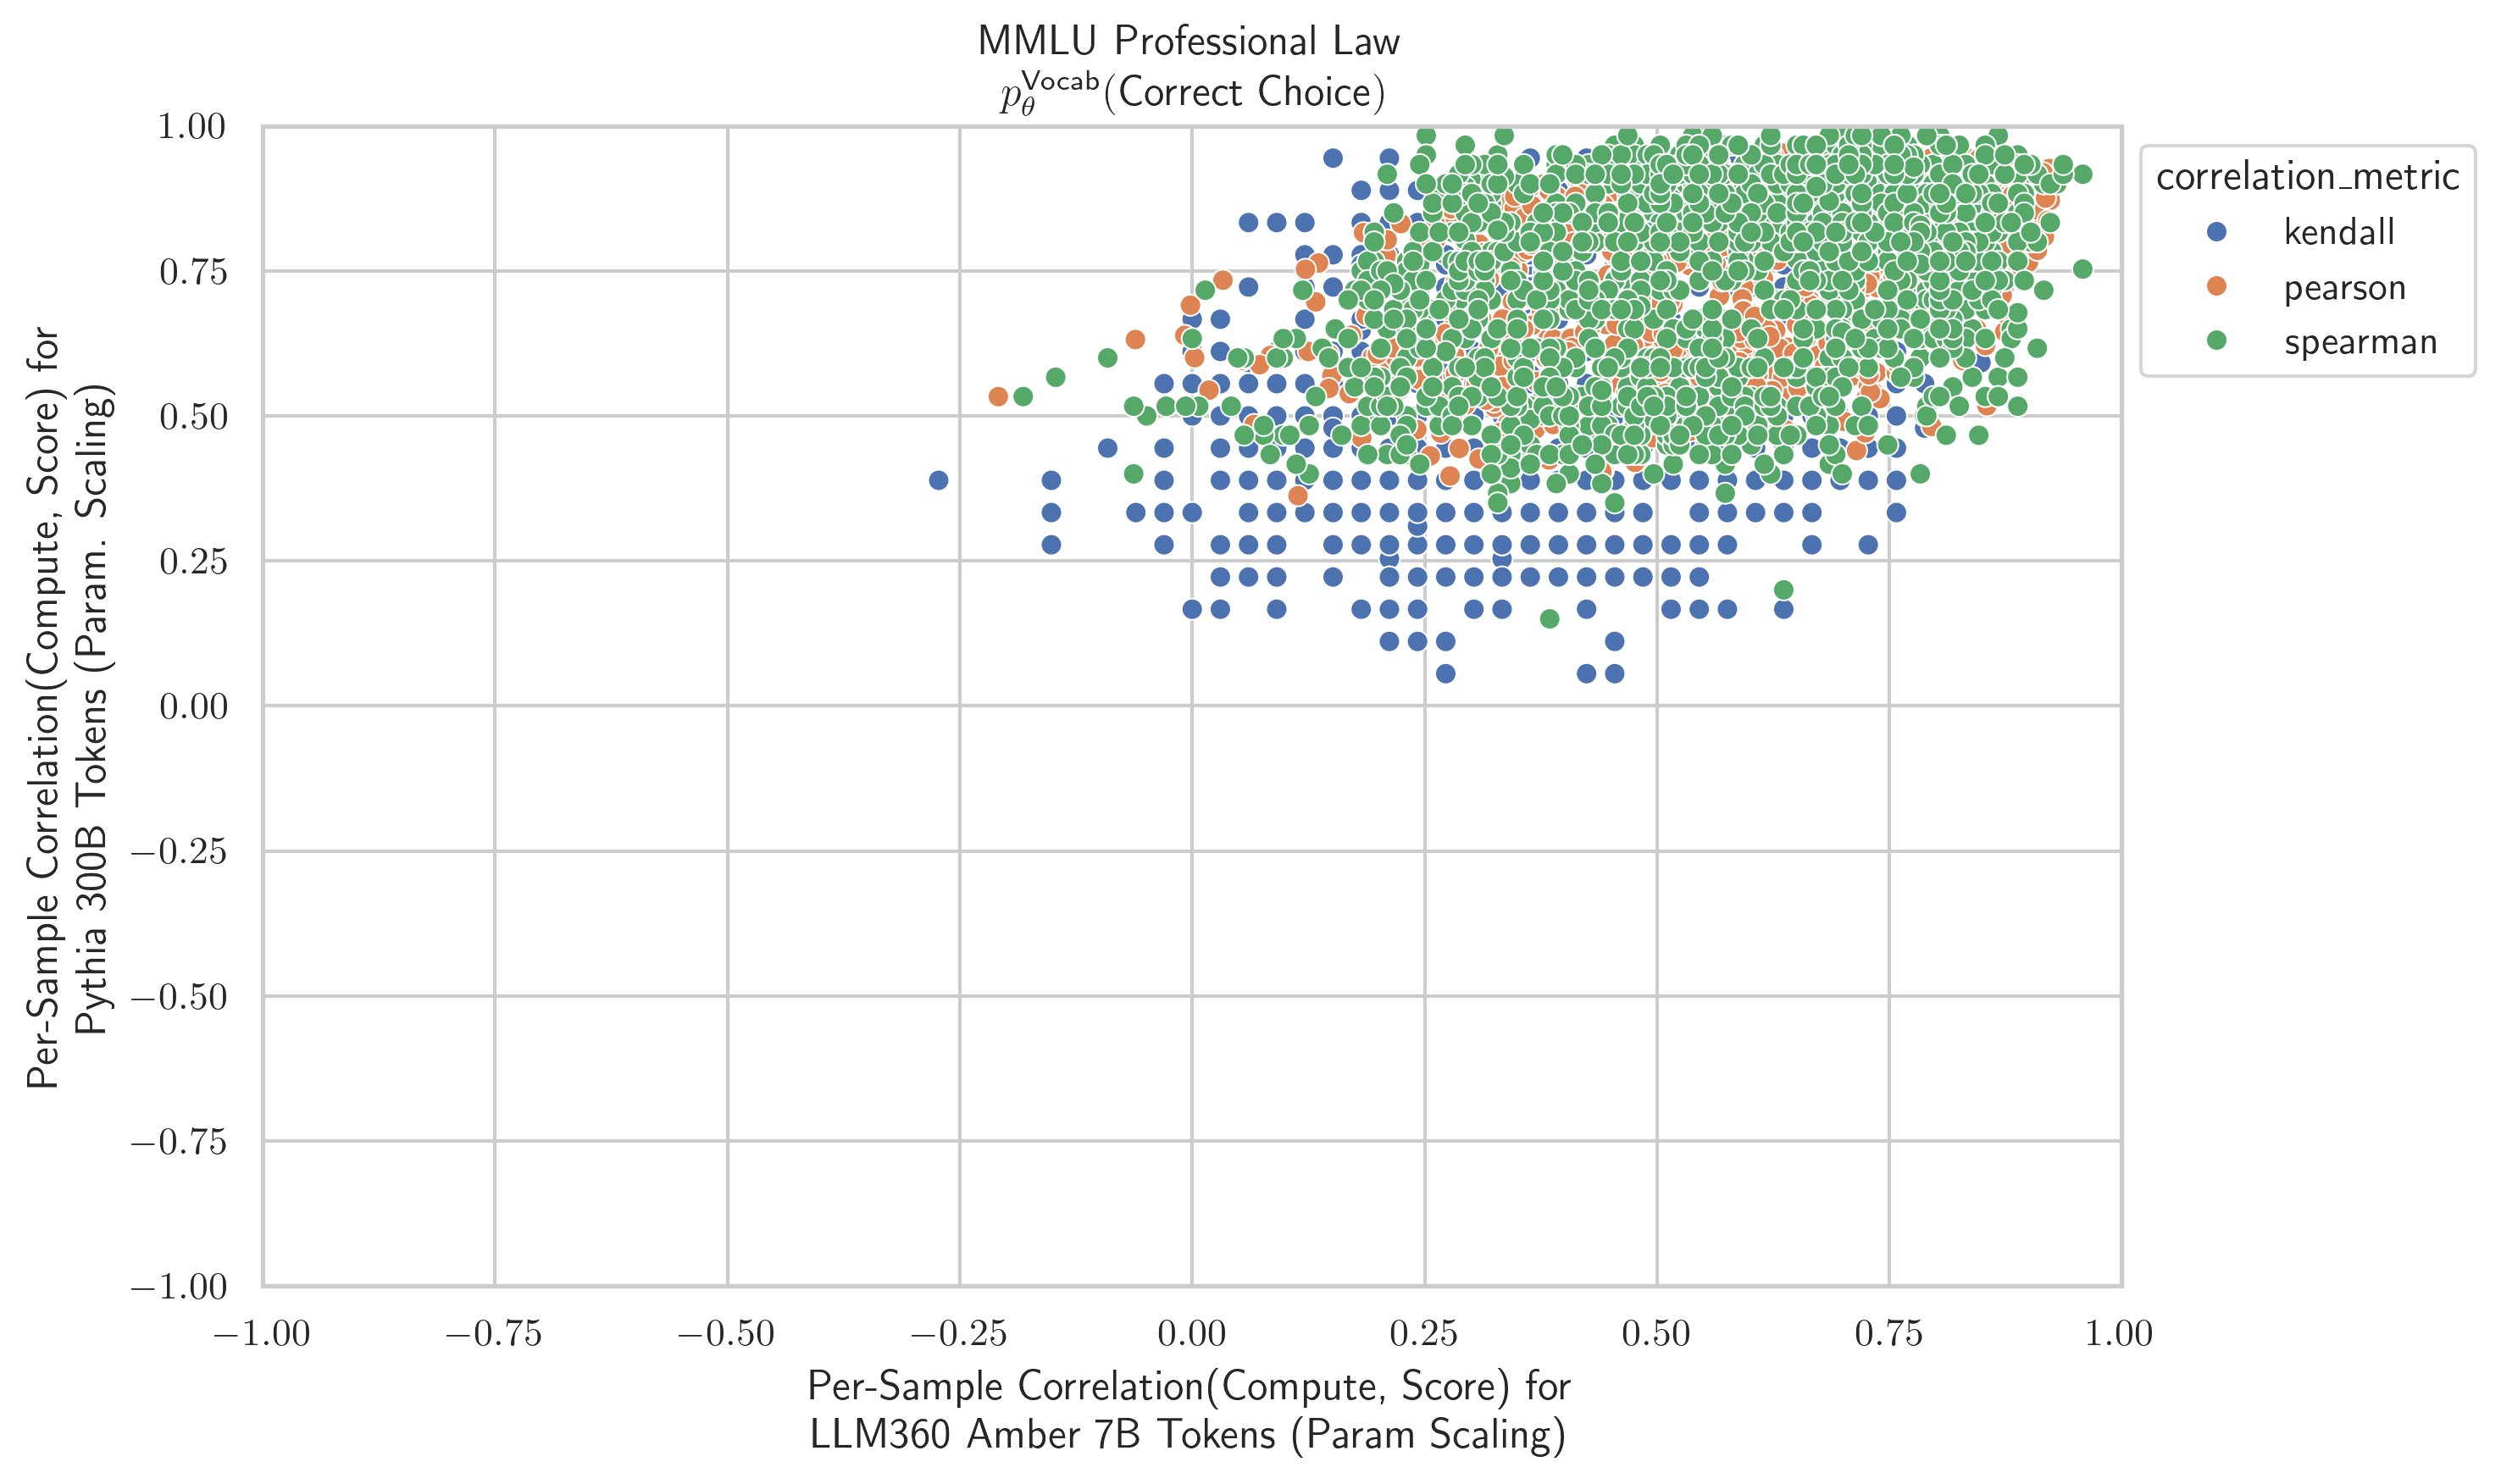 MMLU Professional Law
p_θ^Vocab(Correct Choice)
1.00
0.75
0.50
0.25
0.00
−0.25
−0.50
−0.75
−1.00
Per-Sample Correlation(Compute, Score) for
Pythia 300B Tokens (Param. Scaling)
−1.00
−0.75
−0.50
−0.25
0.00
0.25
0.50
0.75
1.00
Per-Sample Correlation(Compute, Score) for
LLM360 Amber 7B Tokens (Param Scaling)
correlation_metric
kendall
pearson
spearman